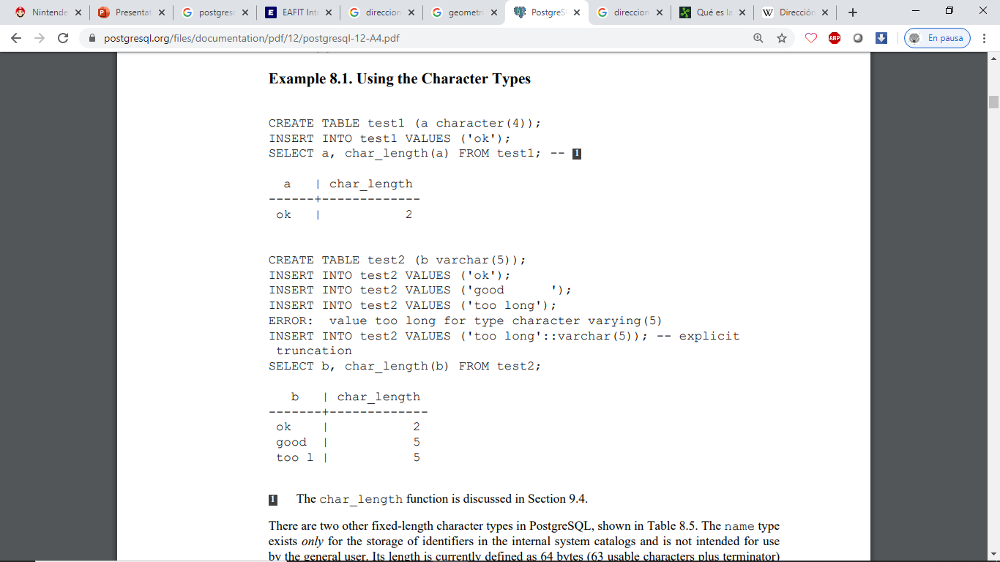 Nintende
Presentat
postgresc
EAFIT Int
direccion
geometri
PostgreS
direccion
Qué es la
W Dirección
postgresql.org/files/documentation/pdf/12/postgresql-12-A4.pdf
ABP
En pausa
Example 8.1. Using the Character Types
CREATE TABLE test1 (a character(4));
INSERT INTO test1 VALUES ('ok');
SELECT a, char_length(a) FROM test1; -- 1
a | char_length
------+-------------
ok | 2
CREATE TABLE test2 (b varchar(5));
INSERT INTO test2 VALUES ('ok');
INSERT INTO test2 VALUES ('good      ');
INSERT INTO test2 VALUES ('too long');
ERROR:  value too long for type character varying(5)
INSERT INTO test2 VALUES ('too long'::varchar(5)); -- explicit
truncation
SELECT b, char_length(b) FROM test2;
b | char_length
-------+-------------
ok | 2
good | 5
too l | 5
1 The char_length function is discussed in Section 9.4.
There are two other fixed-length character types in PostgreSQL, shown in Table 8.5. The name type
exists only for the storage of identifiers in the internal system catalogs and is not intended for use
by the general user. Its length is currently defined as 64 bytes (63 usable characters plus terminator)